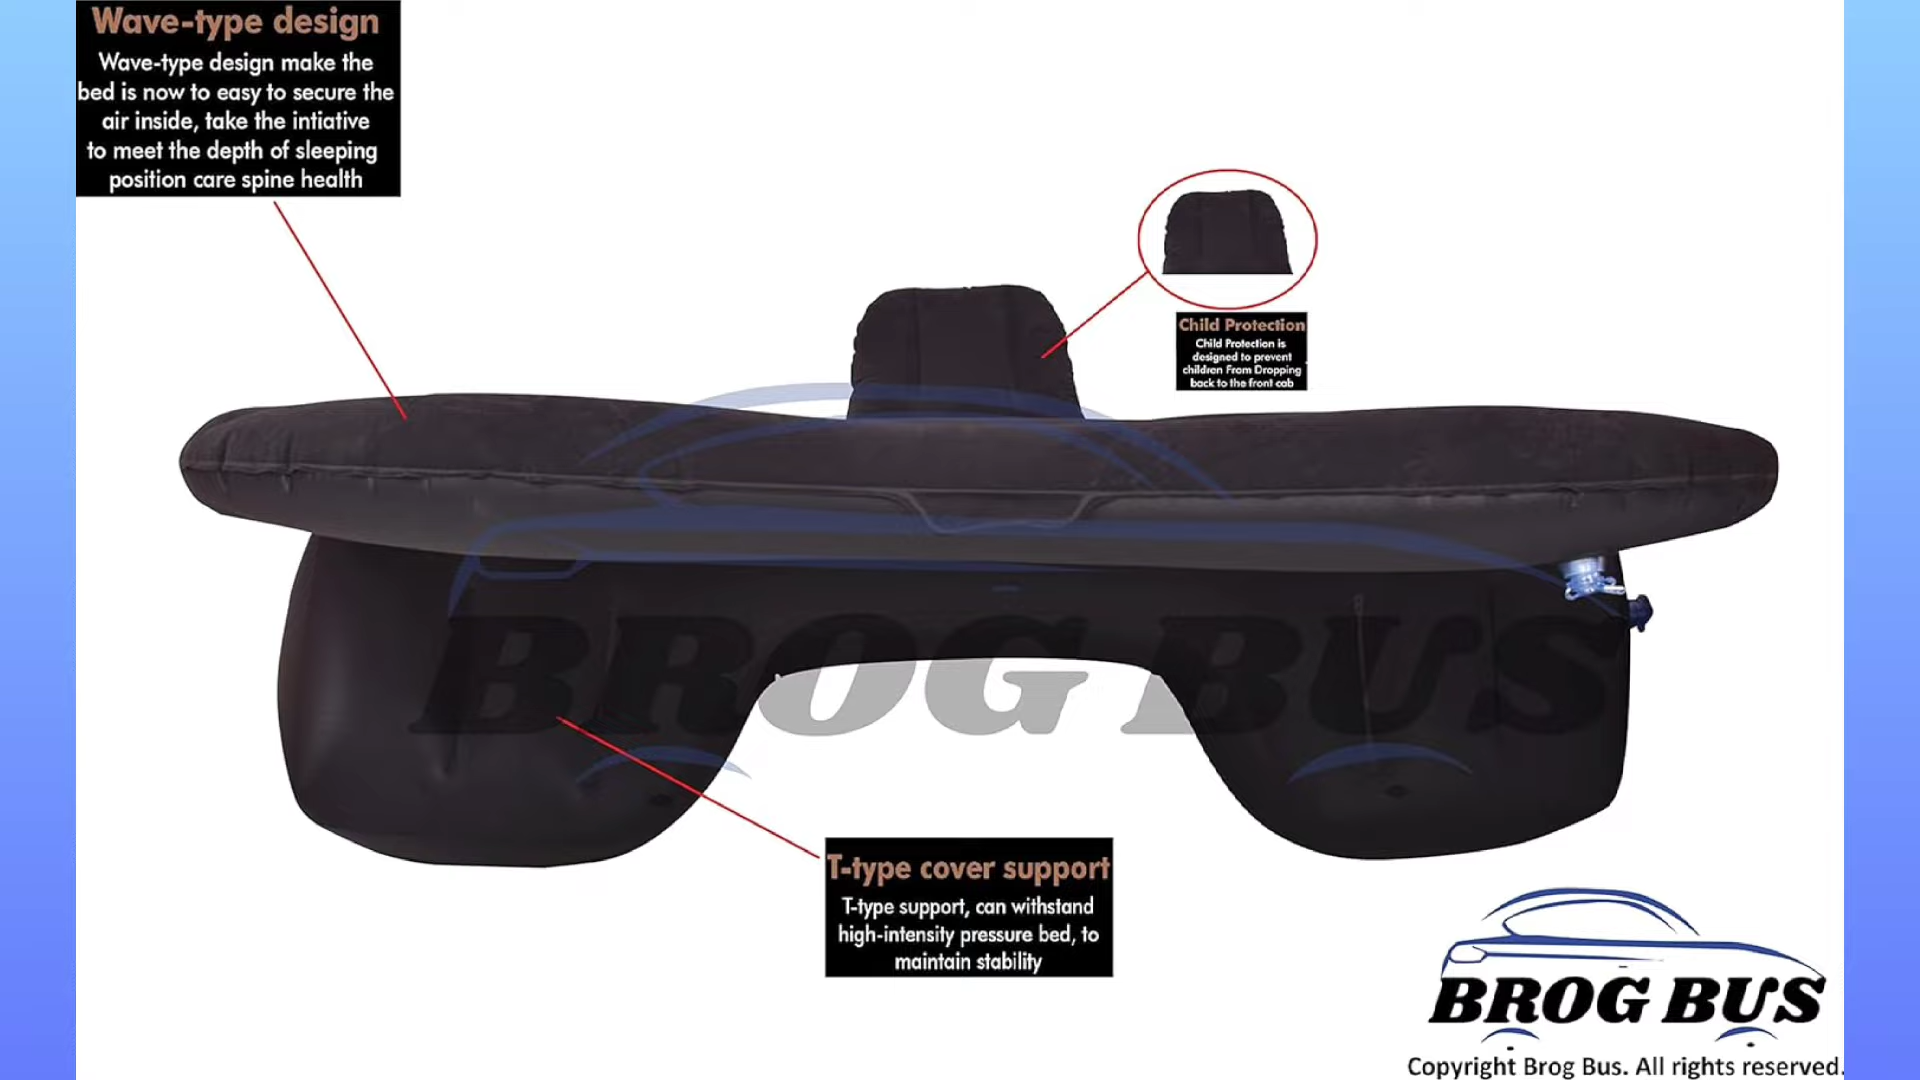 Wave-type design
Wave-type design make the
bed is now to easy to secure the
air inside, take the intiative
to meet the depth of sleeping
position care spine health
Child Protection
Child Protection is
designed to prevent
children From Dropping
back to the front cab
BROG BUS
T-type cover support
T-type support, can withstand
high-intensity pressure bed, to
maintain stability
BROG BUS
Copyright Brog Bus. All rights reserved.